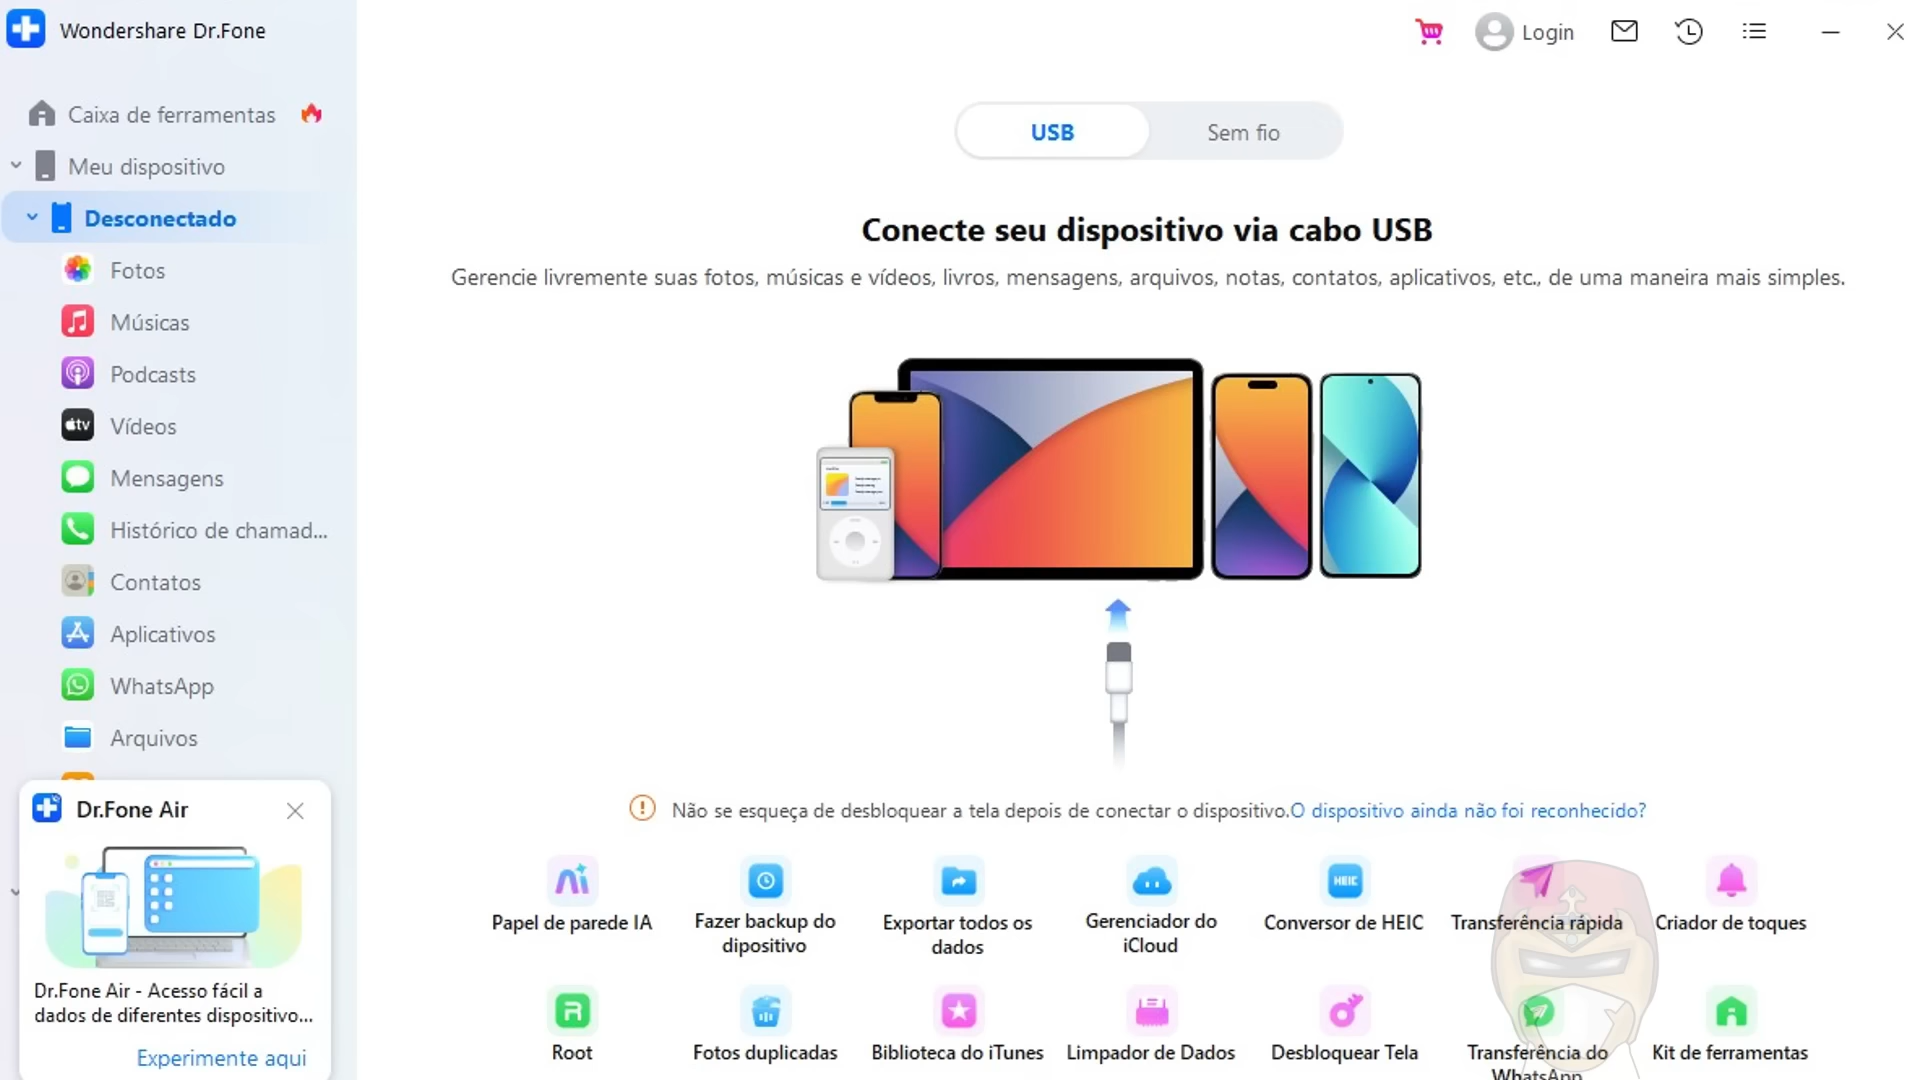 Wondershare Dr.Fone
Login
Caixa de ferramentas
Meu dispositivo
Desconectado
Fotos
Músicas
Podcasts
Vídeos
Mensagens
Histórico de chamad...
Contatos
Aplicativos
WhatsApp
Arquivos
Dr.Fone Air
Dr.Fone Air - Acesso fácil a
dados de diferentes dispositivo...
Experimente aqui
USB
Sem fio
Conecte seu dispositivo via cabo USB
Gerencie livremente suas fotos, músicas e vídeos, livros, mensagens, arquivos, notas, contatos, aplicativos, etc., de uma maneira mais simples.
Não se esqueça de desbloquear a tela depois de conectar o dispositivo.O dispositivo ainda não foi reconhecido?
Papel de parede IA
Fazer backup do
dipositivo
Exportar todos os
dados
Gerenciador do
iCloud
HEIC
Conversor de HEIC
Transferência rápida
Criador de toques
Root
Fotos duplicadas
Biblioteca do iTunes
Limpador de Dados
Desbloquear Tela
Transferência do
WhatsApp
Kit de ferramentas